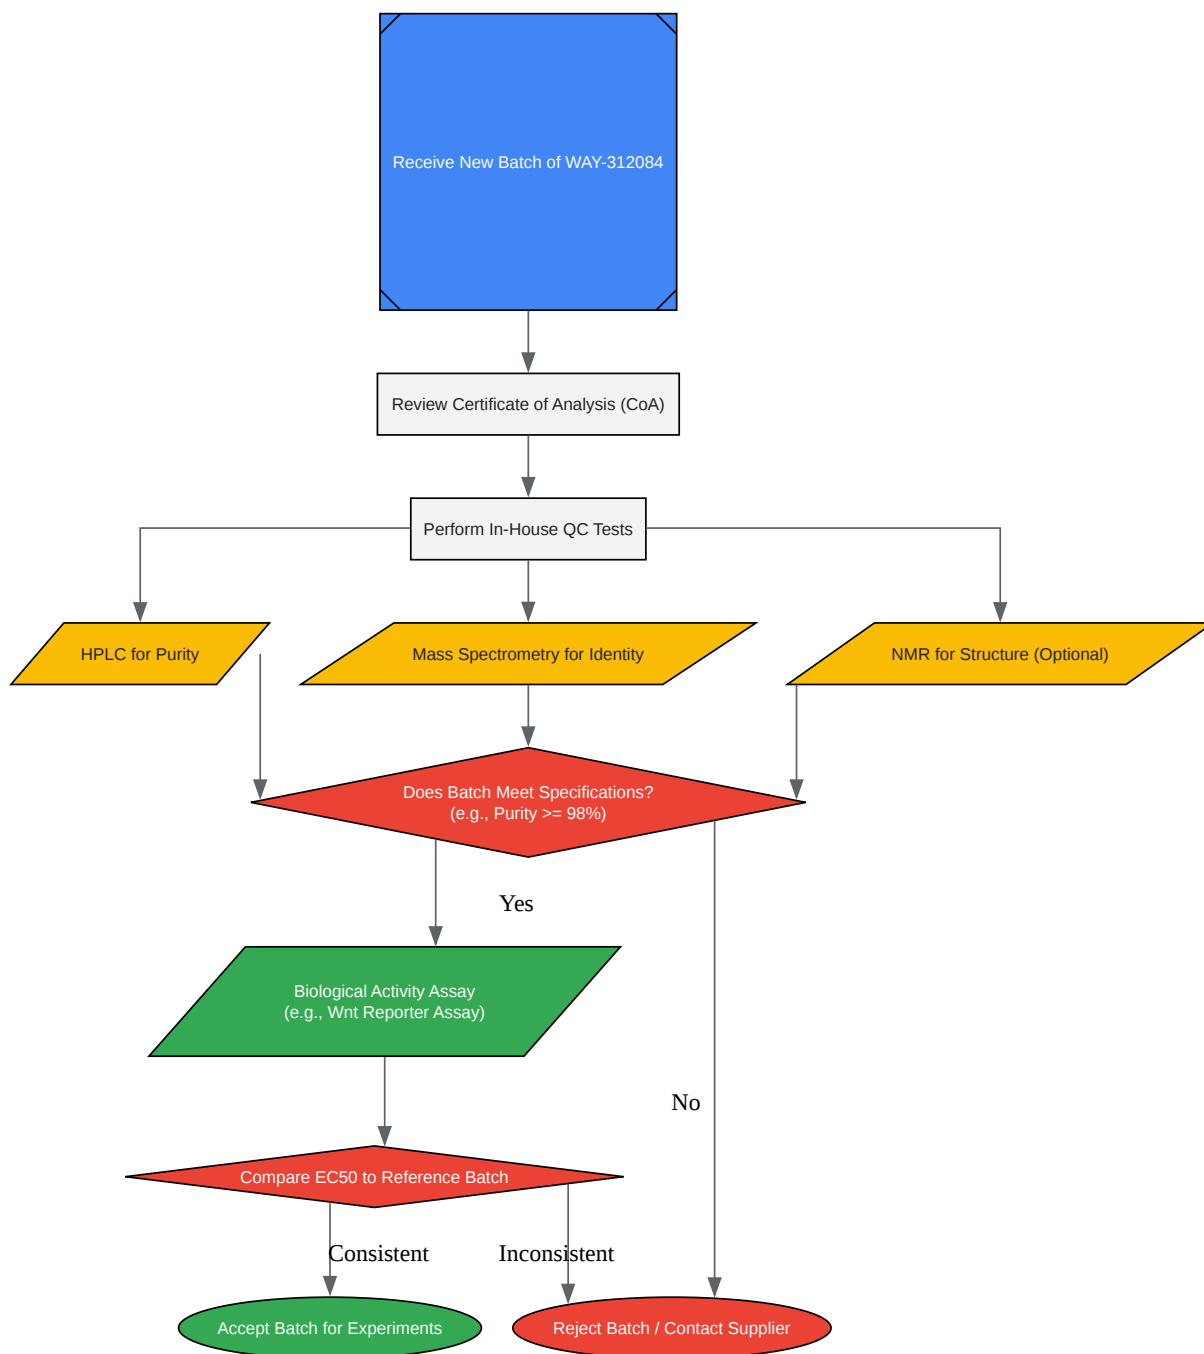 Receive New Batch of WAY-312084
Review Certificate of Analysis (CoA)
Perform In-House QC Tests
HPLC for Purity
Mass Spectrometry for Identity
NMR for Structure (Optional)
Does Batch Meet Specifications?
(e.g., Purity >= 98%)
Yes
Biological Activity Assay
(e.g., Wnt Reporter Assay)
No
Compare EC50 to Reference Batch
Consistent
Inconsistent
Accept Batch for Experiments
Reject Batch / Contact Supplier